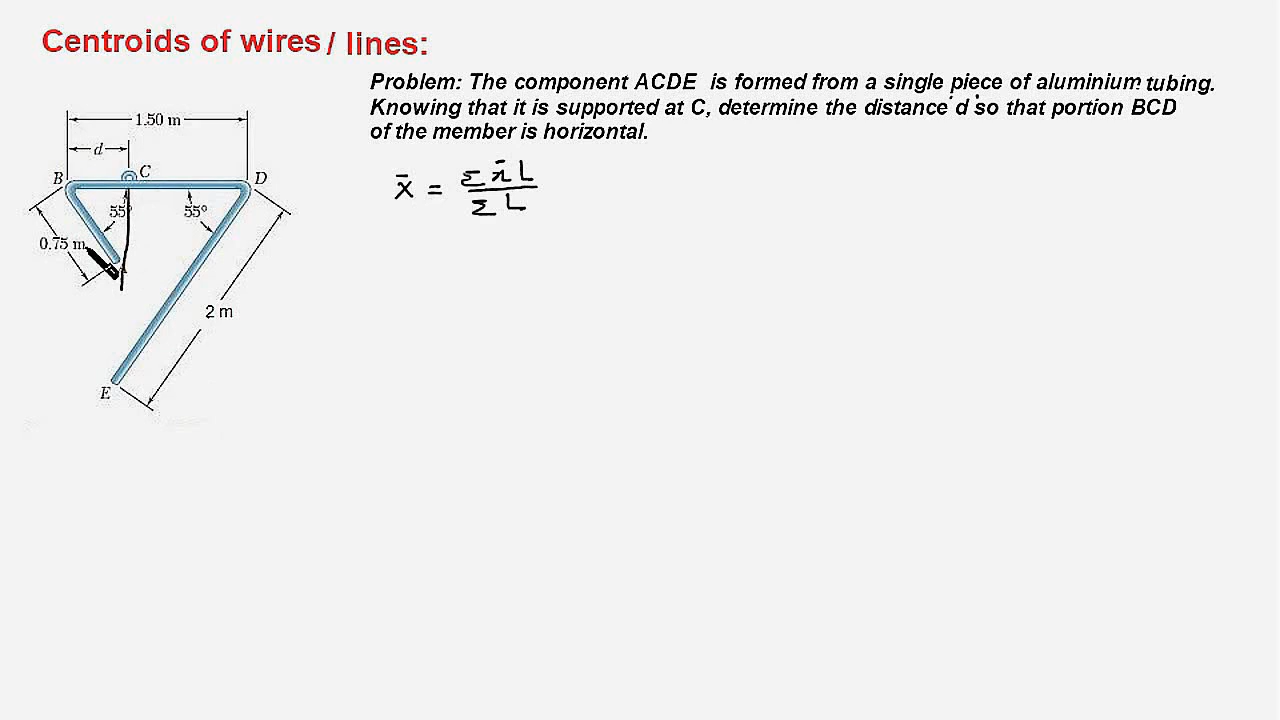 Centroids of wires / lines:
Problem: The component ACDE is formed from a single piece of aluminium tubing.
Knowing that it is supported at C, determine the distance 'd' so that portion BCD
of the member is horizontal.
x̄ = Σ x̄ L
Σ L
1.50 m
d
B
C
D
55°
55°
0.75 m
2 m
E